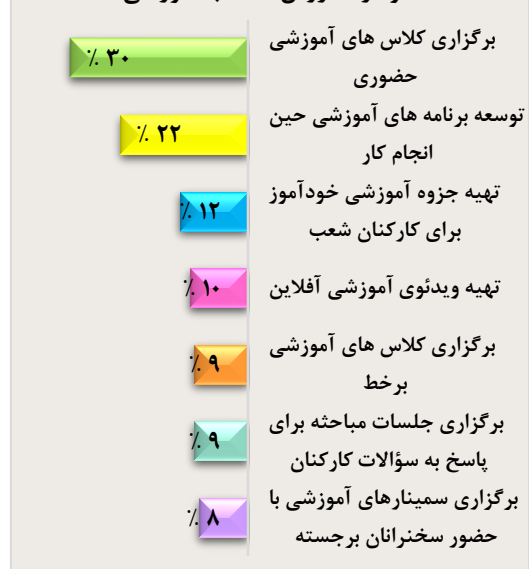 برگزاری کلاس های آموزشی
حضوری
۳۰ ٪
توسعه برنامه های آموزشی حین
انجام کار
۲۲ ٪
تهیه جزوه آموزشی خودآموز
برای کارکنان شعب
۱۲ ٪
تهیه ویدئوی آموزشی آفلاین
۱۰ ٪
برگزاری کلاس های آموزشی
برخط
۹ ٪
برگزاری جلسات مباحثه برای
پاسخ به سؤالات کارکنان
۹ ٪
برگزاری سمینارهای آموزشی با
حضور سخنرانان برجسته
۸ ٪